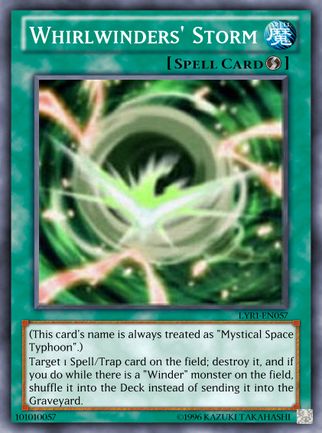 Whirlwinders' Storm
魔
[Spell Card]
LYRI-EN057
(This card's name is always treated as "Mystical Space
Typhoon".)
Target 1 Spell/Trap card on the field; destroy it, and if
you do while there is a "Winder" monster on the field,
shuffle it into the Deck instead of sending it into the
Graveyard.
101010057
©1996 KAZUKI TAKAHASHI